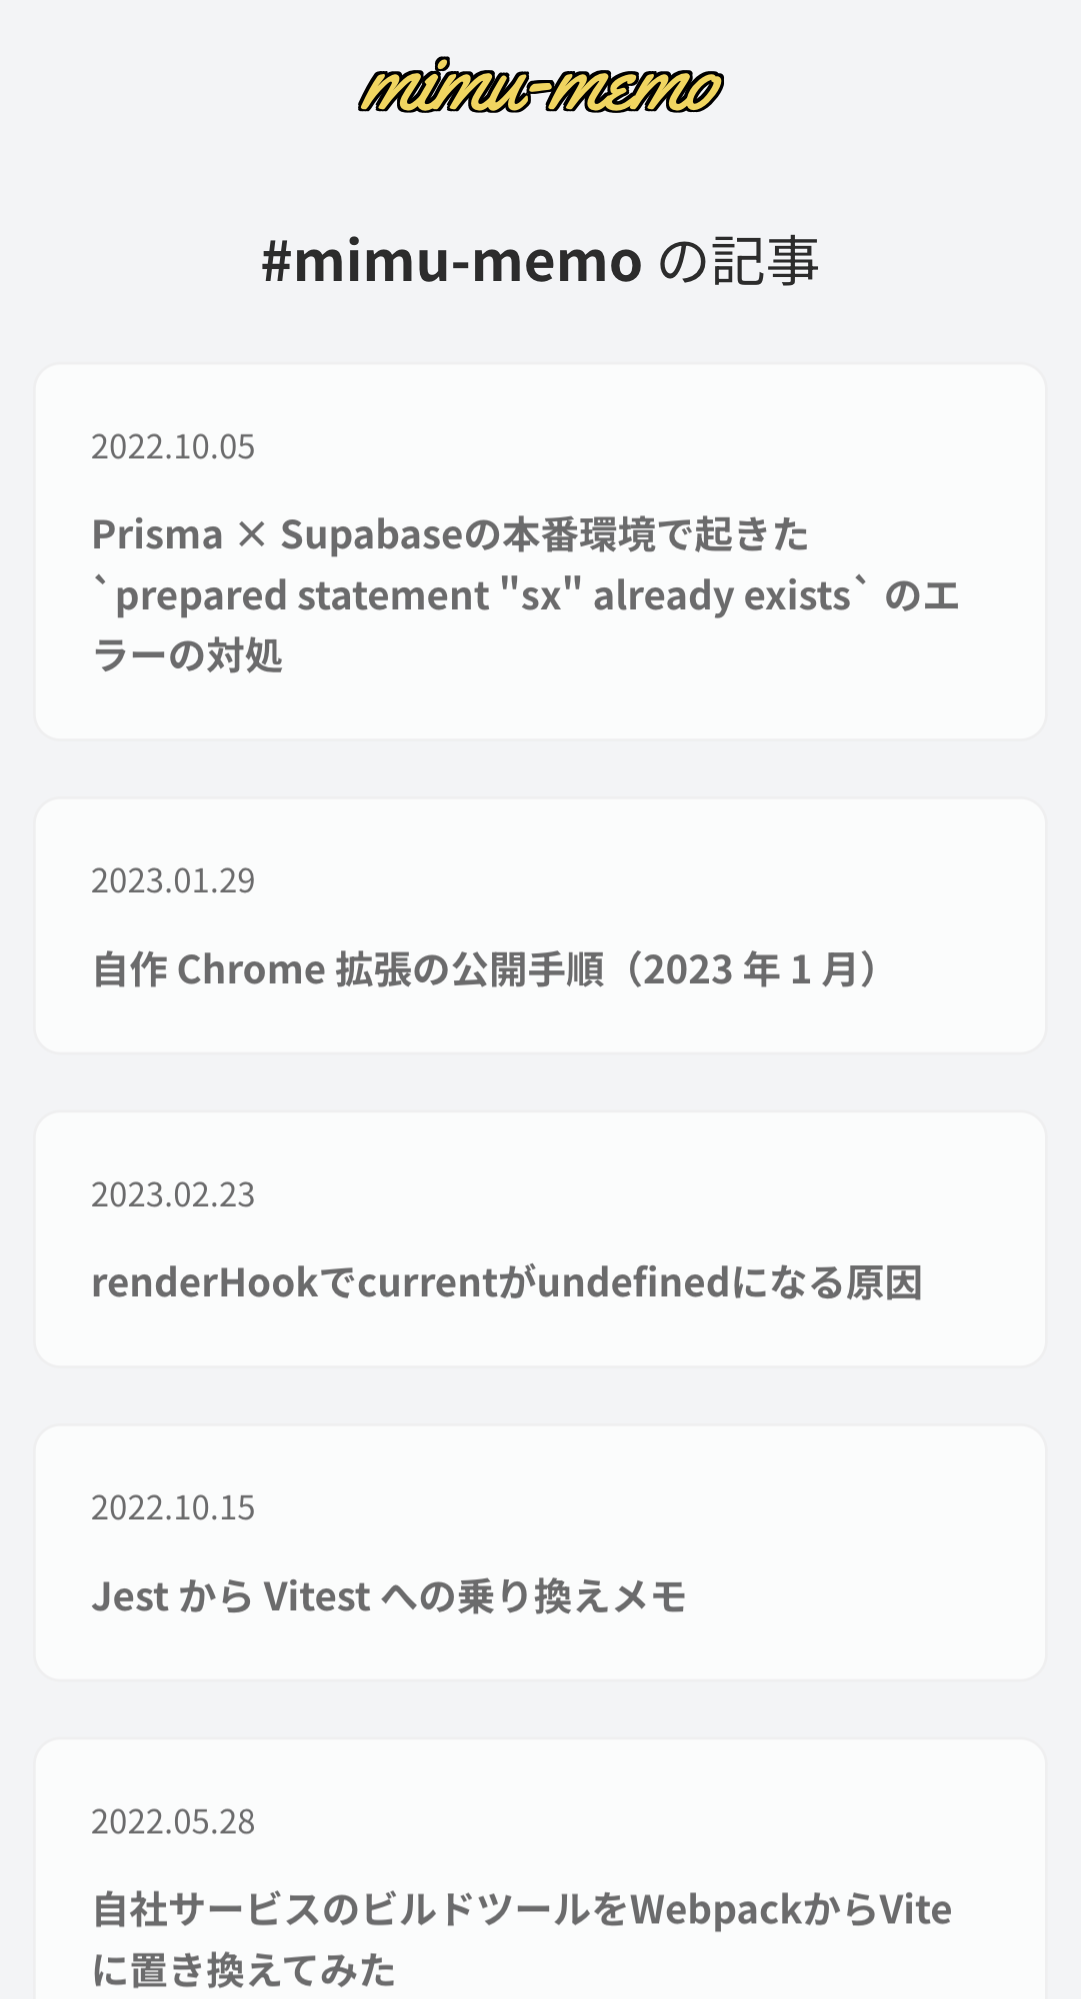 mimu-memo
#mimu-memo の記事
2022.10.05
Prisma × Supabaseの本番環境で起きた
`prepared statement "sx" already exists` のエ
ラーの対処
2023.01.29
自作 Chrome 拡張の公開手順（2023 年 1 月）
2023.02.23
renderHookでcurrentがundefinedになる原因
2022.10.15
Jest から Vitest への乗り換えメモ
2022.05.28
自社サービスのビルドツールをWebpackからVite
に置き換えてみた